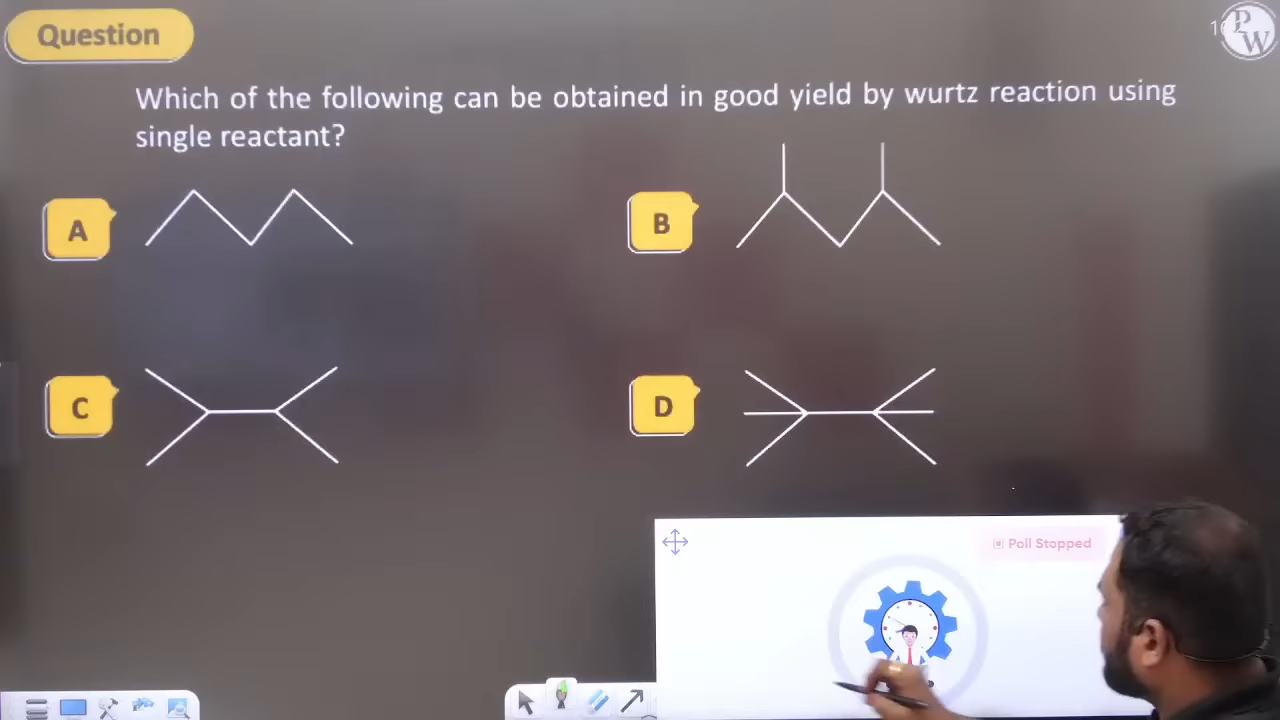 Question
Which of the following can be obtained in good yield by wurtz reaction using
single reactant?
A
B
C
D
Poll Stopped
PW